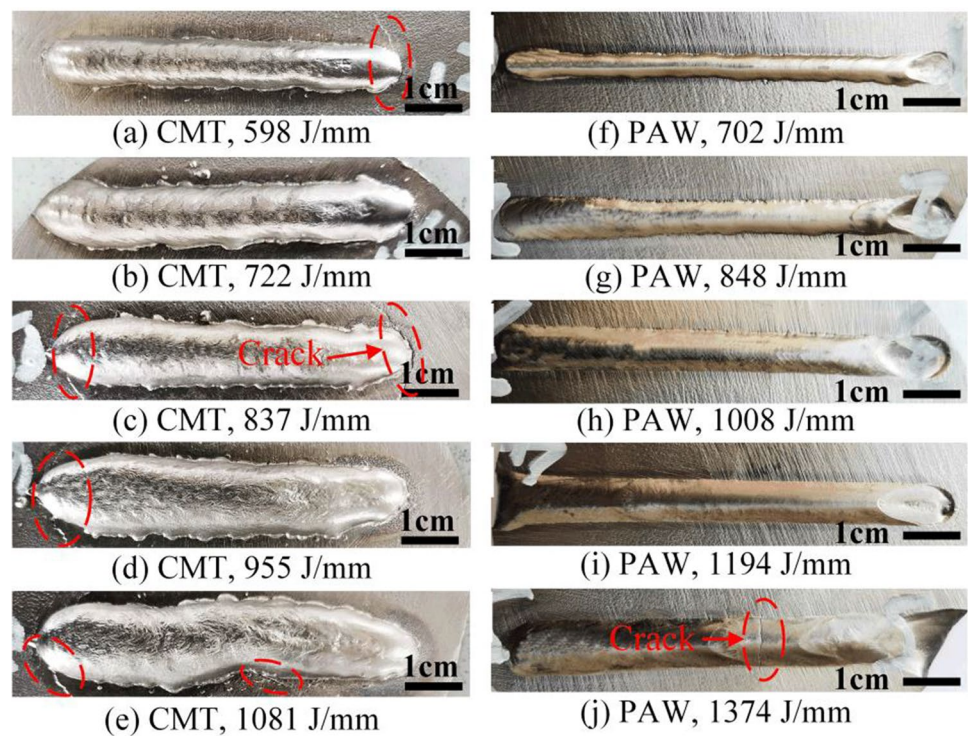 1cm
(a) CMT, 598 J/mm
1cm
(f) PAW, 702 J/mm
1cm
(b) CMT, 722 J/mm
1cm
(g) PAW, 848 J/mm
Crack
1cm
(c) CMT, 837 J/mm
1cm
(h) PAW, 1008 J/mm
1cm
(d) CMT, 955 J/mm
1cm
(i) PAW, 1194 J/mm
(e) CMT, 1081 J/mm
Crack
1cm
(j) PAW, 1374 J/mm